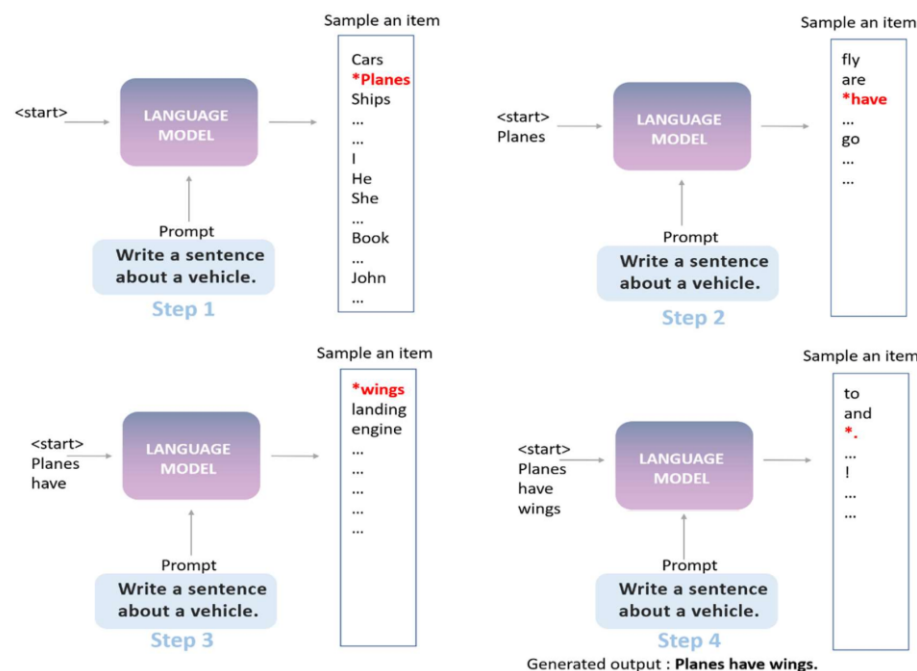 Sample an item
<start>
LANGUAGE
MODEL
Cars
*Planes
Ships
...
...
I
He
She
...
Book
...
John
...
Prompt
Write a sentence
about a vehicle.
Step 1
Sample an item
<start>
Planes
LANGUAGE
MODEL
fly
are
*have
...
go
...
...
Prompt
Write a sentence
about a vehicle.
Step 2
Sample an item
<start>
Planes
have
LANGUAGE
MODEL
*wings
landing
engine
...
...
...
...
...
Prompt
Write a sentence
about a vehicle.
Step 3
Sample an item
<start>
Planes
have
wings
LANGUAGE
MODEL
to
and
*.
...
!
...
...
Prompt
Write a sentence
about a vehicle.
Step 4
Generated output : Planes have wings.